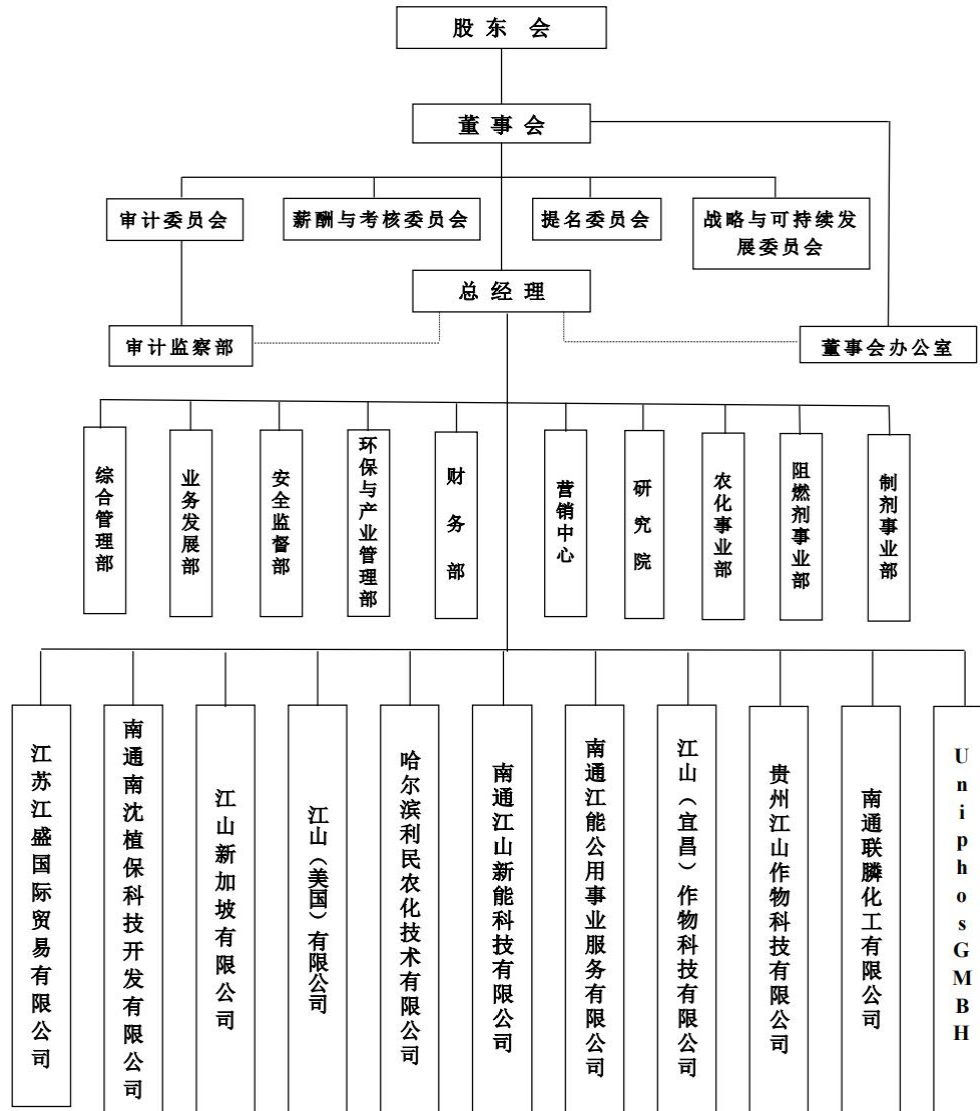 股东 会
董事会
审计委员会
薪酬与考核委员会
提名委员会
战略与可持续发
展委员会
总经理
审计监察部
董事会办公室
综合管理部
业务发展部
安全监督部
环保与产业管理部
财务部
营销中心
研究院
农化事业部
阻燃剂事业部
制剂事业部
江苏江盛国际贸易有限公司
南通南沈植保科技开发有限公司
江山新加坡有限公司
江山（美国）有限公司
哈尔滨利民农化技术有限公司
南通江山新能科技有限公司
南通江能公用事业服务有限公司
江山（宜昌）作物科技有限公司
贵州江山作物科技有限公司
南通联膦化工有限公司
UniphosGMBH